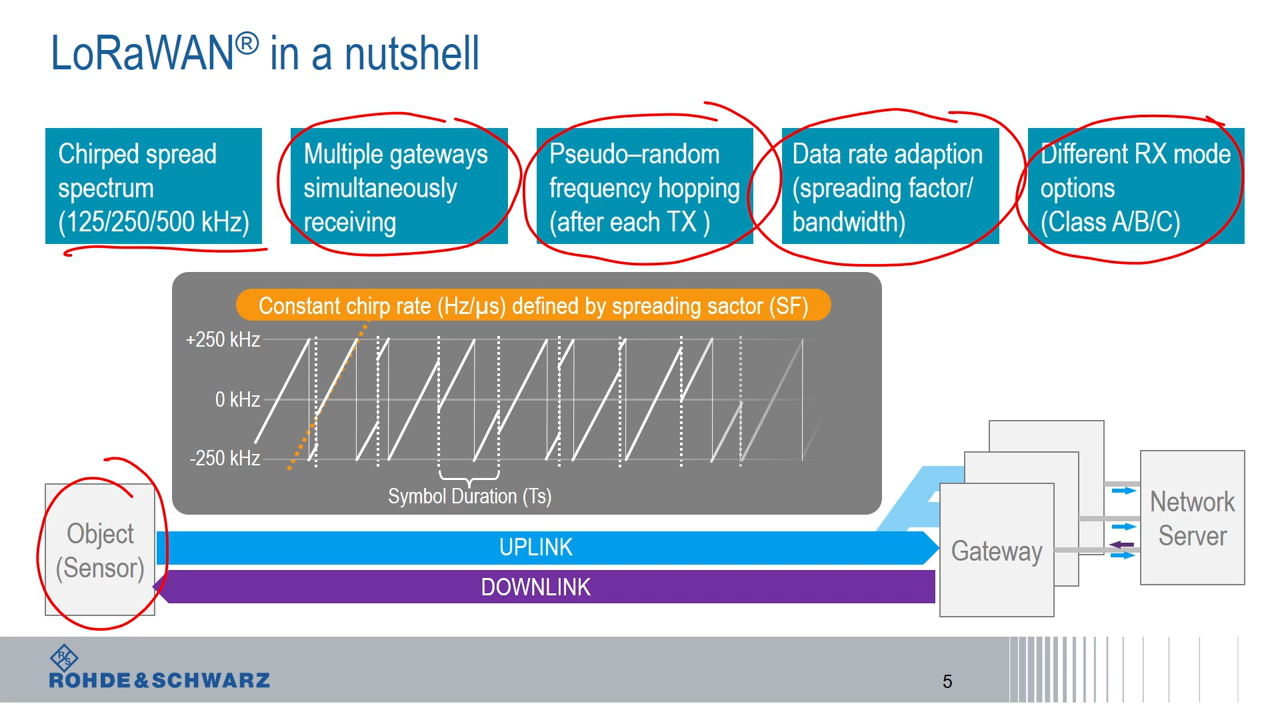 LoRaWAN® in a nutshell
Chirped spread
spectrum
(125/250/500 kHz)
Multiple gateways
simultaneously
receiving
Pseudo–random
frequency hopping
(after each TX )
Data rate adaption
(spreading factor/
bandwidth)
Different RX mode
options
(Class A/B/C)
Constant chirp rate (Hz/µs) defined by spreading sactor (SF)
+250 kHz
0 kHz
-250 kHz
Symbol Duration (Ts)
Object
(Sensor)
UPLINK
DOWNLINK
Gateway
Network
Server
R S
ROHDE&SCHWARZ
5